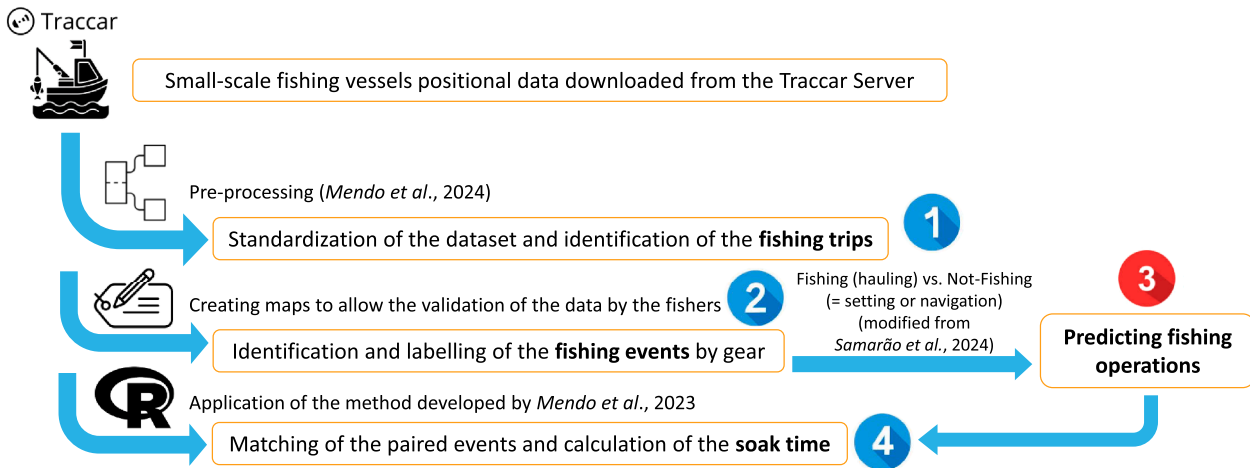 Traccar
Small-scale fishing vessels positional data downloaded from the Traccar Server
Pre-processing (Mendo et al., 2024)
1
Standardization of the dataset and identification of the fishing trips
Creating maps to allow the validation of the data by the fishers
2
Identification and labelling of the fishing events by gear
Fishing (hauling) vs. Not-Fishing
(= setting or navigation)
(modified from
Samarão et al., 2024)
3
Predicting fishing
operations
R
Application of the method developed by Mendo et al., 2023
Matching of the paired events and calculation of the soak time
4